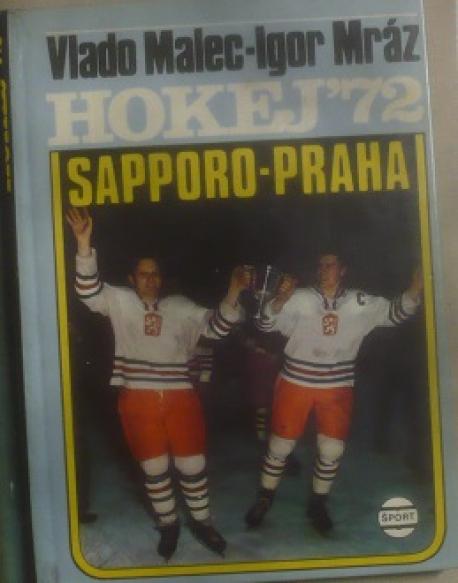 Vlado Malec-Igor Mráz
HOKEJ '72
SAPPORO-PRAHA
C
ŠPORT